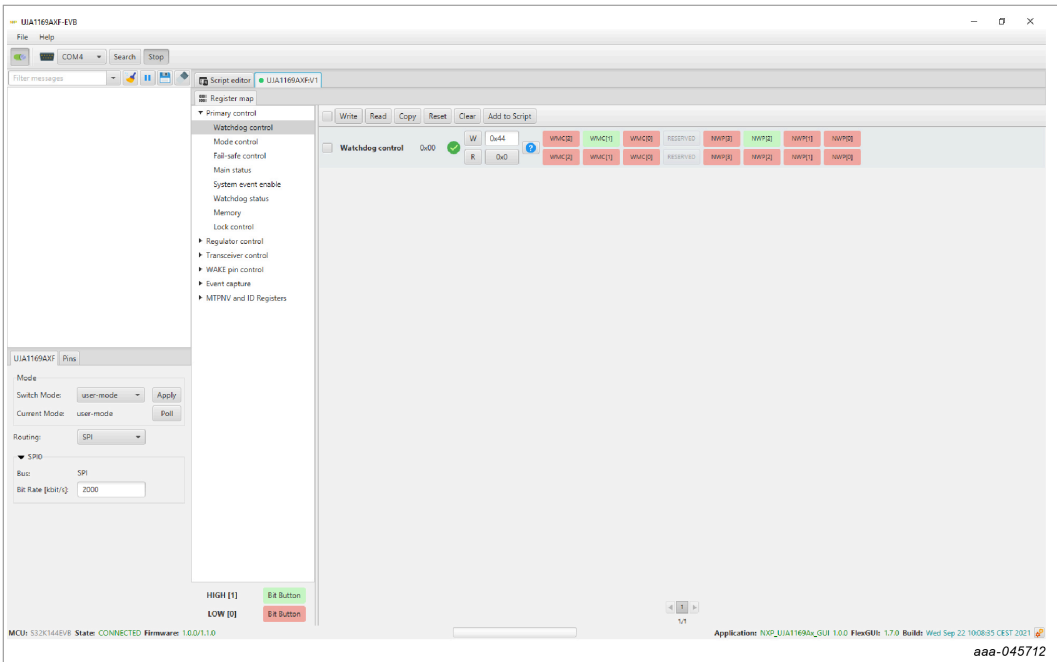 UJA1169AXF-EVB
File Help
COM4 Search Stop
Filter messages
Script editor UJA1169AXF:V1
Register map
Primary control
Watchdog control
Mode control
Fail-safe control
Main status
System event enable
Watchdog status
Memory
Lock control
Regulator control
Transceiver control
WAKE pin control
Event capture
MTPNV and ID Registers
Write Read Copy Reset Clear Add to Script
Watchdog control 0x00
W 0x44 WMC[2] WMC[1] WMC[0] RESERVED NWP[3] NWP[2] NWP[1] NWP[0]
R 0x0 WMC[2] WMC[1] WMC[0] RESERVED NWP[3] NWP[2] NWP[1] NWP[0]
UJA1169AXF Pins
Mode
Switch Mode: user-mode Apply
Current Mode: user-mode Poll
Routing: SPI
SPI0
Bus: SPI
Bit Rate [kbit/s]: 2000
HIGH [1] Bit Button
LOW [0] Bit Button
1
1/1
MCU: S32K144EVB State: CONNECTED Firmware: 1.0.0/1.1.0
Application: NXP_UJA1169Ax_GUI 1.0.0 FlexGUI: 1.7.0 Build: Wed Sep 22 10:08:35 CEST 2021
aaa-045712